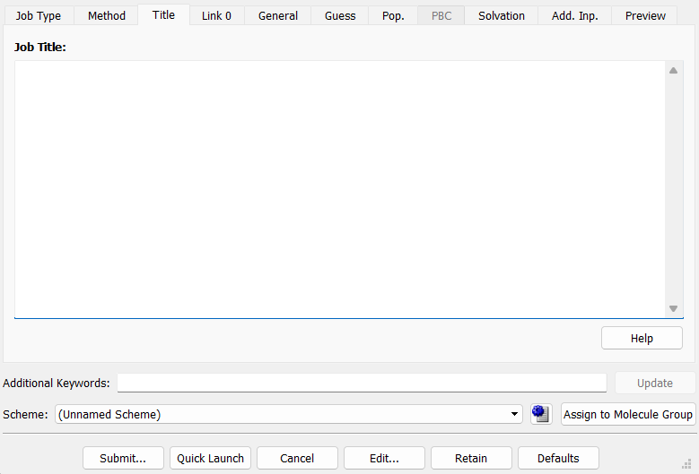 Job Type Method Title Link 0 General Guess Pop. PBC Solvation Add. Inp. Preview
Job Title:
Help
Additional Keywords: Update
Scheme: (Unnamed Scheme) Assign to Molecule Group
Submit... Quick Launch Cancel Edit... Retain Defaults